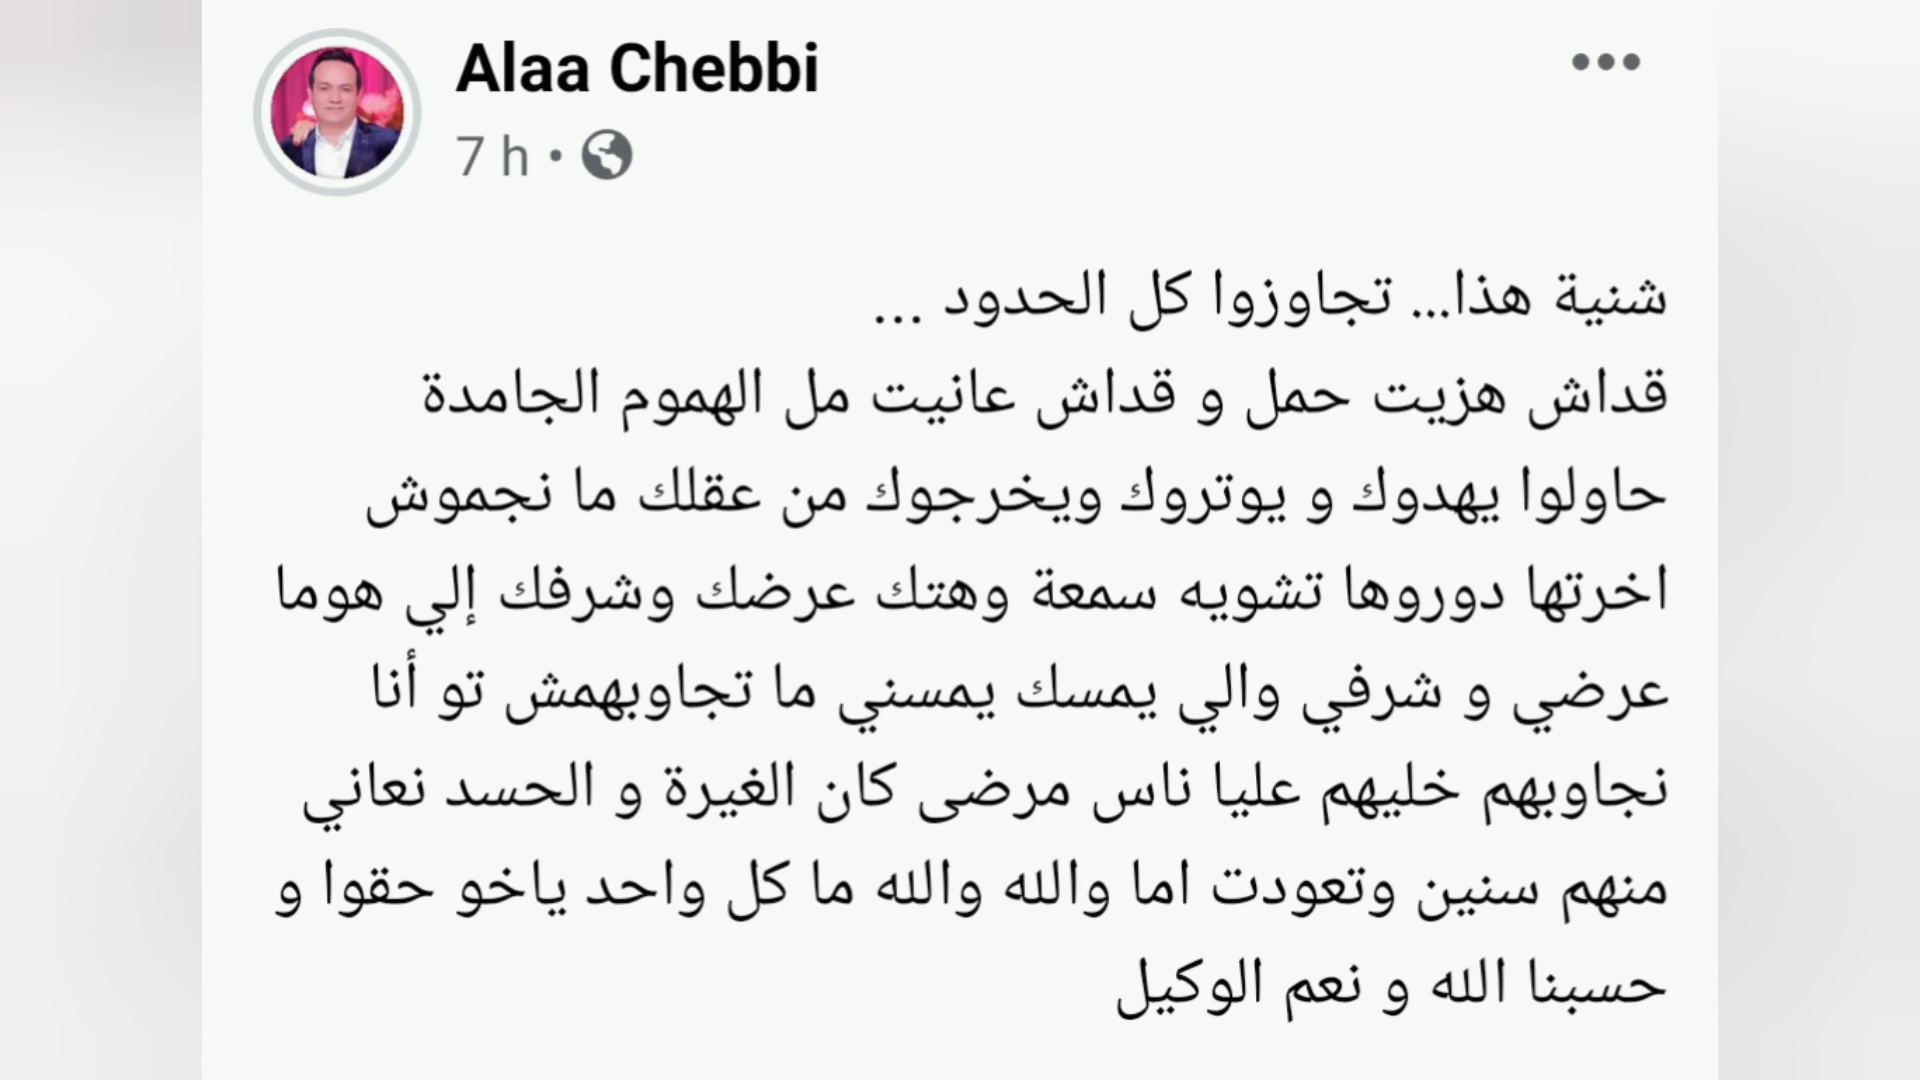 Alaa Chebbi
7 h •
شنية هذا... تجاوزوا كل الحدود ...
قداش هزيت حمل و قداش عانيت مل الهموم الجامدة
حاولوا يهدوك و يوتروك ويخرجوك من عقلك ما نجموش
اخرتها دوروها تشويه سمعة وهتك عرضك وشرفك إلي هوما
عرضي و شرفي والي يمسك يمسني ما تجاوبهمش تو أنا
نجاوبهم خليهم عليا ناس مرضى كان الغيرة و الحسد نعاني
منهم سنين وتعودت اما والله والله ما كل واحد ياخو حقوا و
حسبنا الله و نعم الوكيل